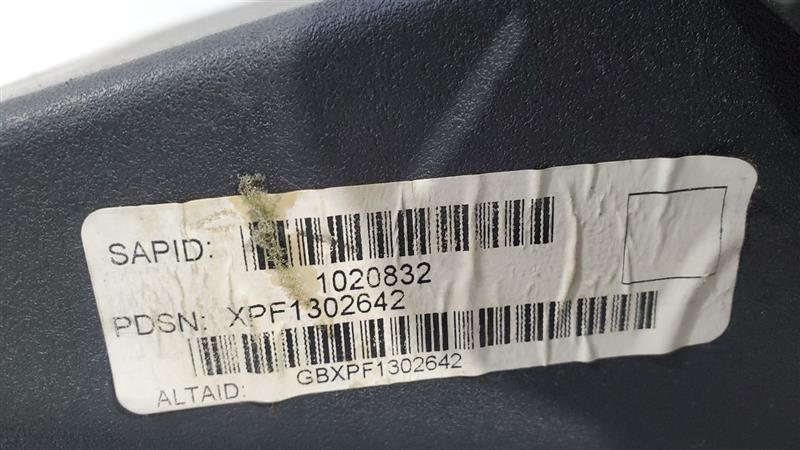 SAPID:
1020832
PDSN: XPF1302642
GBXPF1302642
ALTAID: